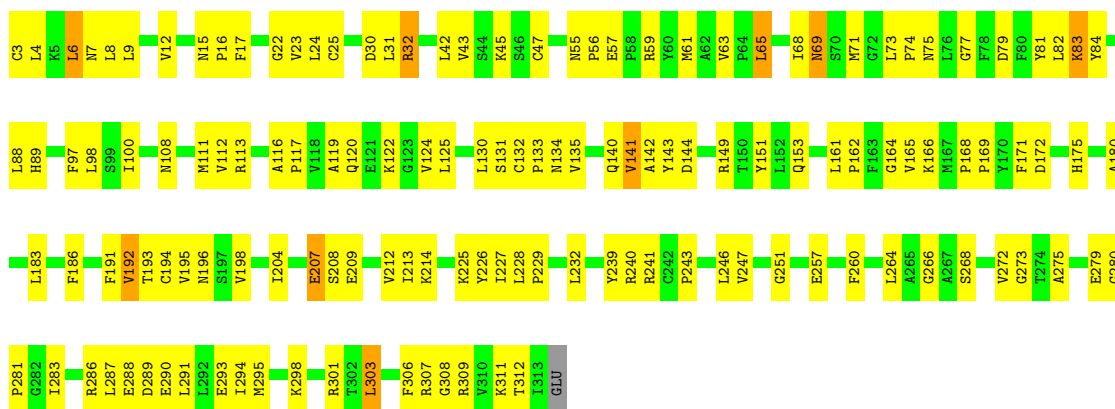 C3 L4 K5 L6 N7 L8 L9 V12 N15 P16 F17 G22 V23 L24 C25 D30 L31 R32 L42 V43 S44 K45 S46 C47 N55 P56 E57 P58 R59 Y60 M61 A62 V63 P64 L65 I68 N69 S70 M71 G72 L73 P74 N75 L76 G77 F78 D79 F80 Y81 L82 K83 Y84
L88 H89 F97 L98 S99 I100 N108 M111 V112 R113 A116 P117 V118 A119 Q120 E121 K122 G123 V124 L125 L130 S131 C132 P133 N134 V135 Q140 V141 A142 Y143 D144 R149 T150 Y151 L152 Q153 L161 P162 F163 G164 V165 K166 M167 P168 P169 Y170 F171 D172 H175 A180
L183 F186 F191 V192 T193 C194 V195 N196 S197 V198 I204 E207 S208 E209 V212 I213 K214 K225 Y226 I227 L228 P229 L232 Y239 R240 R241 C242 P243 L246 V247 G251 E257 F260 L264 A265 G266 A267 S268 V272 G273 T274 A275 E279 G280
P281 G282 I283 R286 L287 E288 D289 E290 L291 L292 E293 I294 M295 K298 R301 T302 L303 F306 R307 G308 R309 V310 K311 T312 I313 GLU